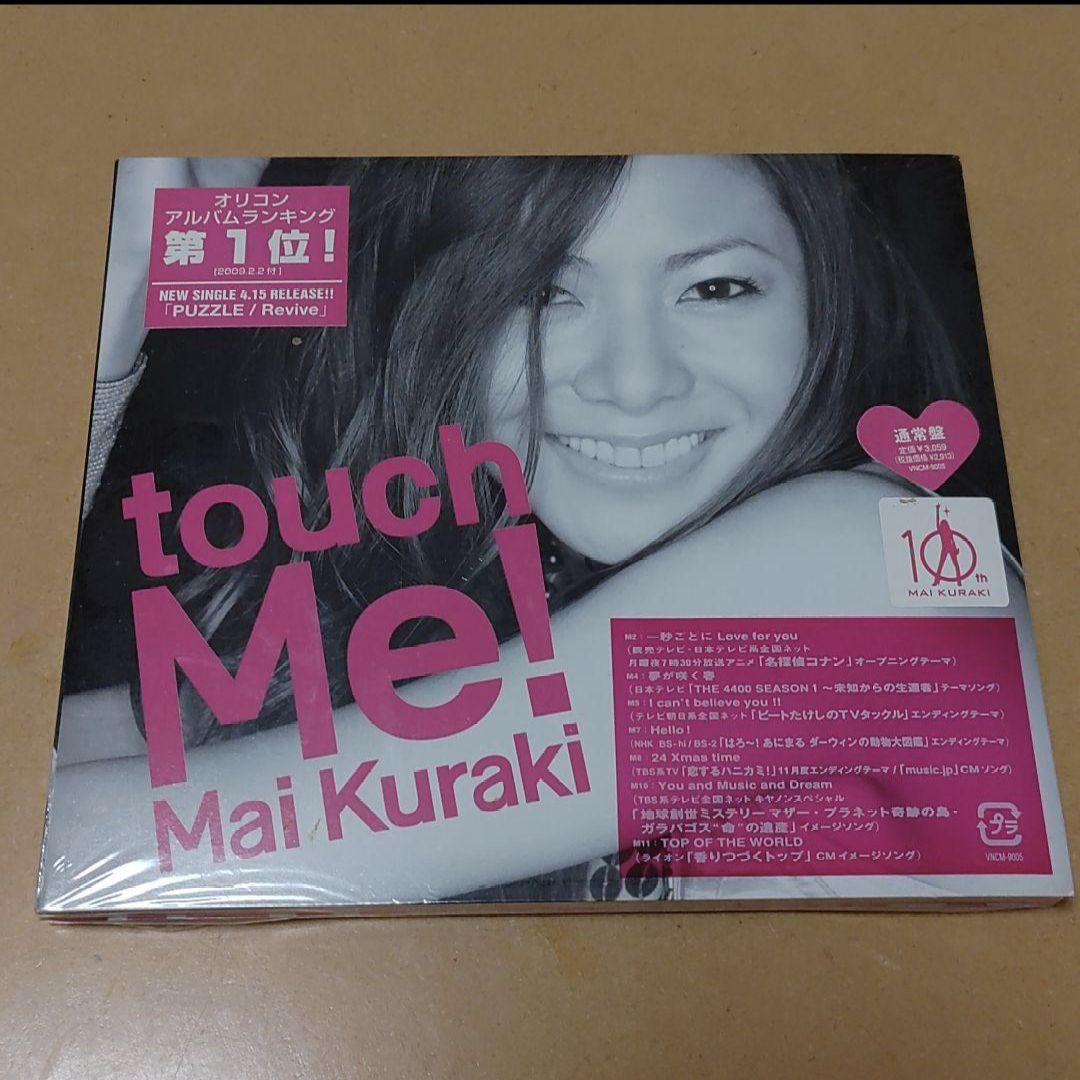 オリコン
アルバムランキング
第1位!
[2009.2.2付]
NEW SINGLE 4.15 RELEASE!!
「PUZZLE / Revive」
touch
Me!
Mai Kuraki
通常盤
定価¥3,059
(税抜価格¥2,913)
VNCM-9005
10th
MAI KURAKI
M2:一秒ごとに Love for you
(読売テレビ・日本テレビ系全国ネット
月曜夜7時30分放送アニメ「名探偵コナン」オープニングテーマ)
M4:夢が咲く春
(日本テレビ「THE 4400 SEASON 1 〜未知からの生還者」テーマソング)
M5:I can't believe you !!
(テレビ朝日系全国ネット「ビートたけしのTVタックル」エンディングテーマ)
M7:Hello !
(NHK BS-hi/BS-2「はろ〜! あにまる ダーウィンの動物大図鑑」エンディングテーマ)
M8:24 Xmas time
(TBS系TV「恋するハニカミ!」11月度エンディングテーマ/「music.jp」CMソング)
M10:You and Music and Dream
(TBS系テレビ全国ネット キヤノンスペシャル
「地球創世ミステリー マザー・プラネット奇跡の島・
ガラパゴス"命"の遺産」イメージソング)
M11:TOP OF THE WORLD
(ライオン「香りつづくトップ」CMイメージソング)
プラ
VNCM-9005